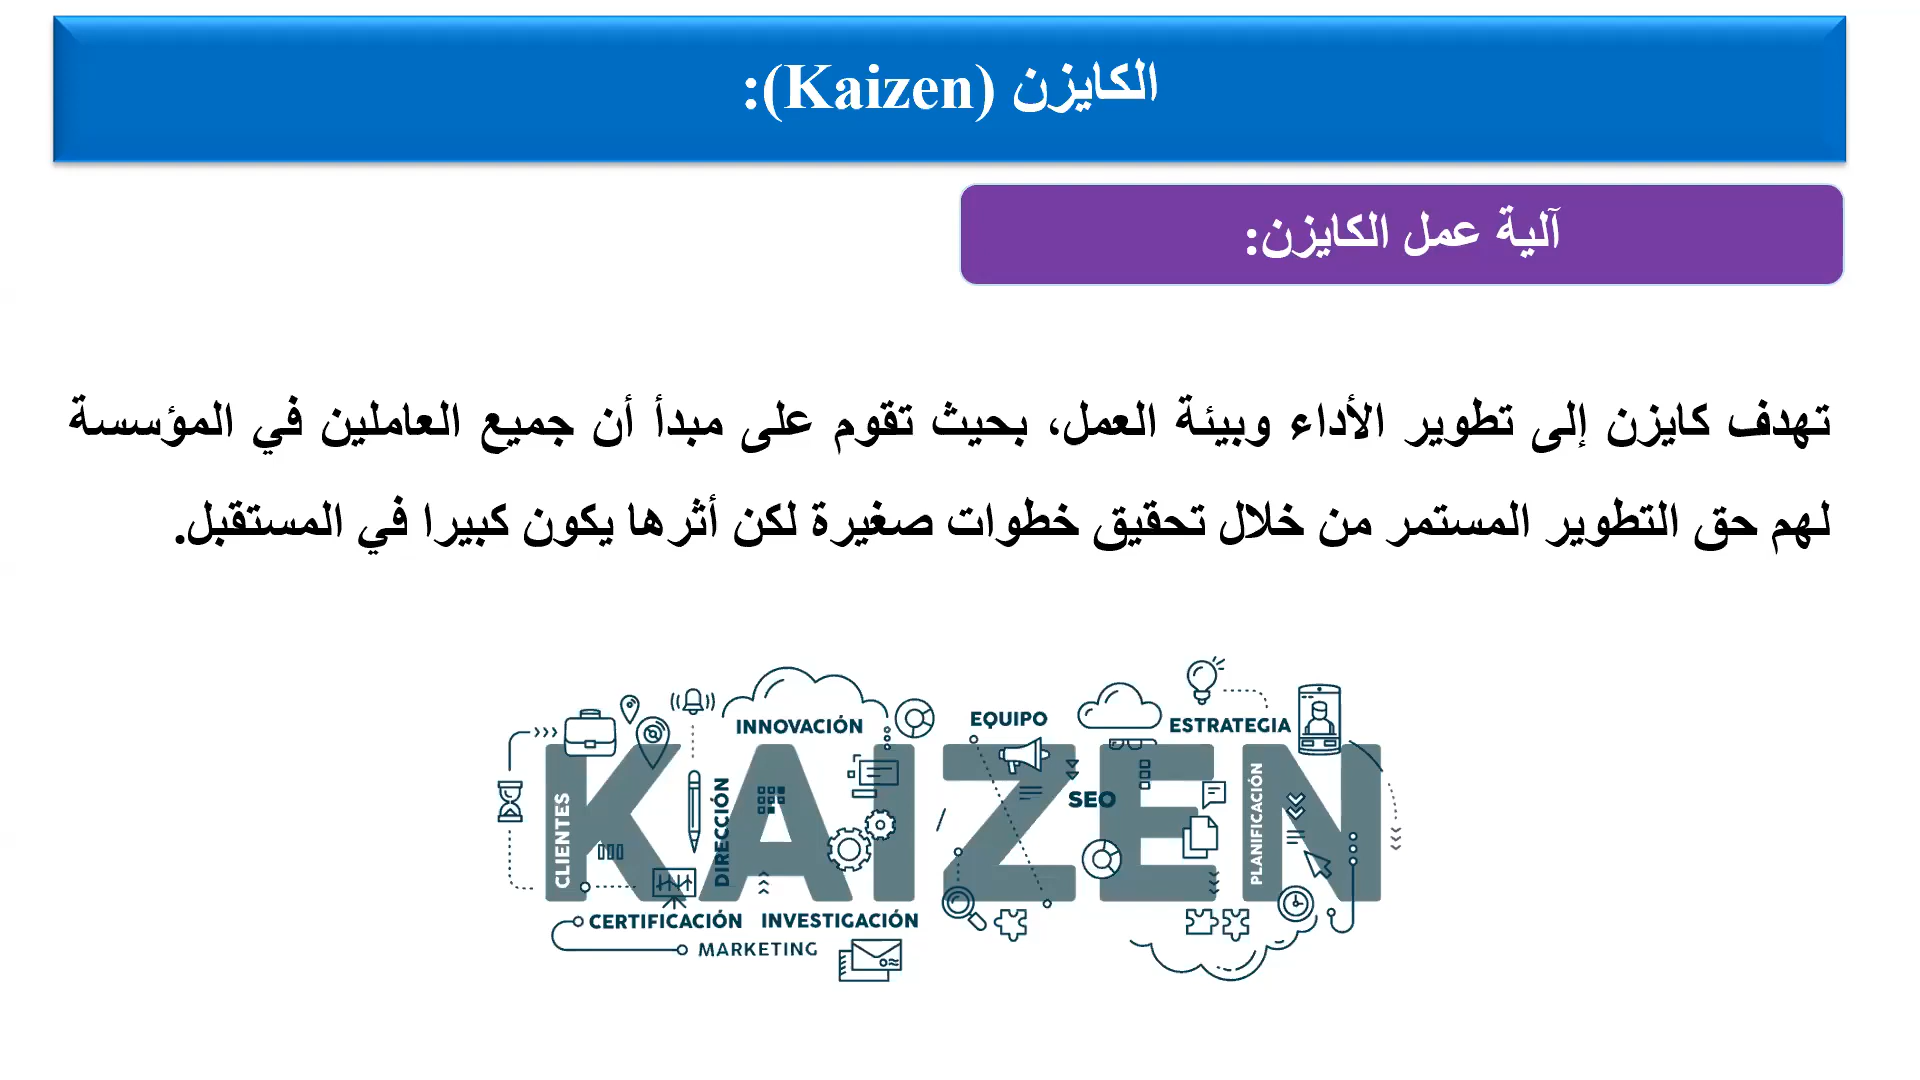 الكايزن (Kaizen):
آلية عمل الكايزن:
تهدف كايزن إلى تطوير الأداء وبيئة العمل، بحيث تقوم على مبدأ أن جميع العاملين في المؤسسة
لهم حق التطوير المستمر من خلال تحقيق خطوات صغيرة لكن أثرها يكون كبيرا في المستقبل.
INNOVACIÓN
EQUIPO
ESTRATEGIA
KAIZEN
CLIENTES
DIRECCIÓN
SEO
PLANIFICACIÓN
CERTIFICACIÓN
INVESTIGACIÓN
MARKETING